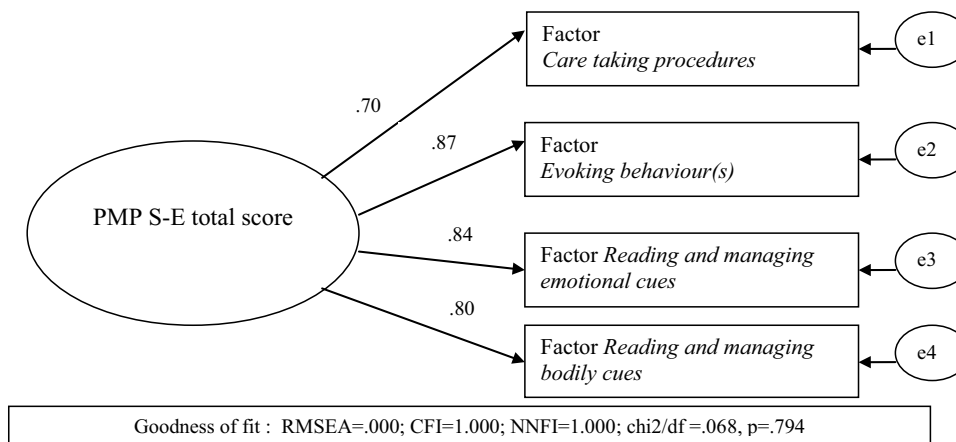 Factor
Care taking procedures
e1
.70
.87
Factor
Evoking behaviour(s)
e2
PMP S-E total score
.84
Factor Reading and managing
emotional cues
e3
.80
Factor Reading and managing
bodily cues
e4
Goodness of fit : RMSEA=.000; CFI=1.000; NNFI=1.000; chi2/df =.068, p=.794